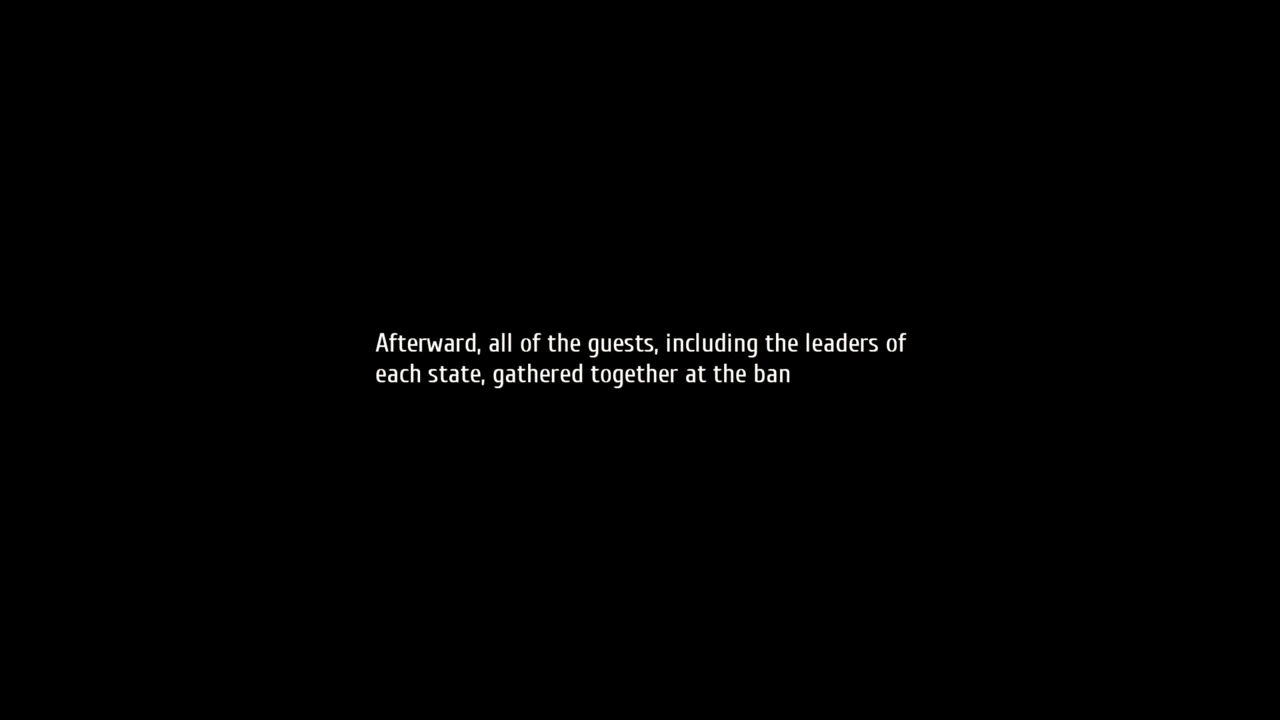 Afterward, all of the guests, including the leaders of
each state, gathered together at the ban